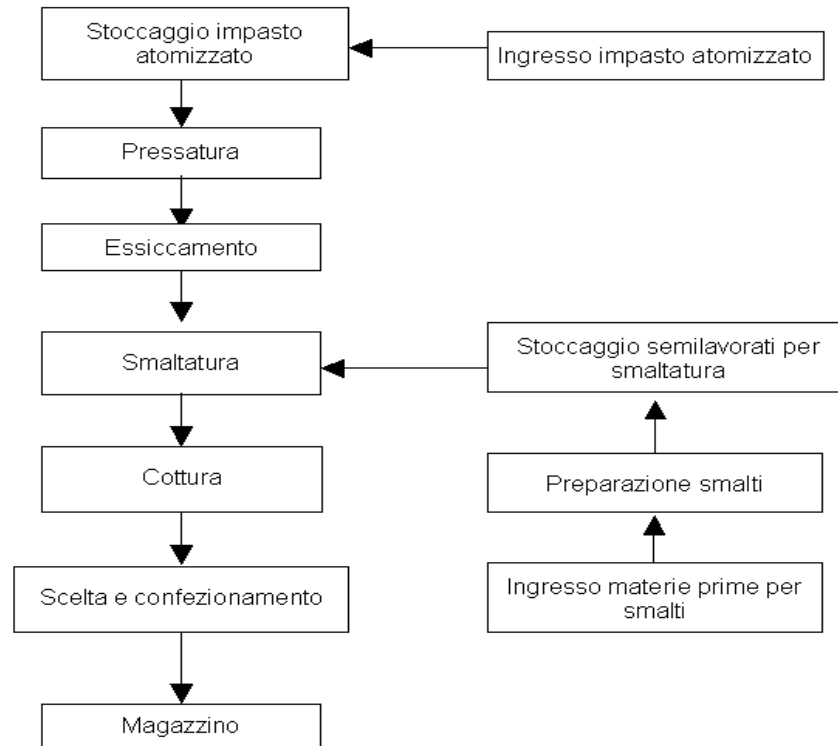 Stoccaggio impasto
atomizzato
Ingresso impasto atomizzato
Pressatura
Essiccamento
Smaltatura
Stoccaggio semilavorati per
smaltatura
Cottura
Preparazione smalti
Scelta e confezionamento
Ingresso materie prime per
smalti
Magazzino